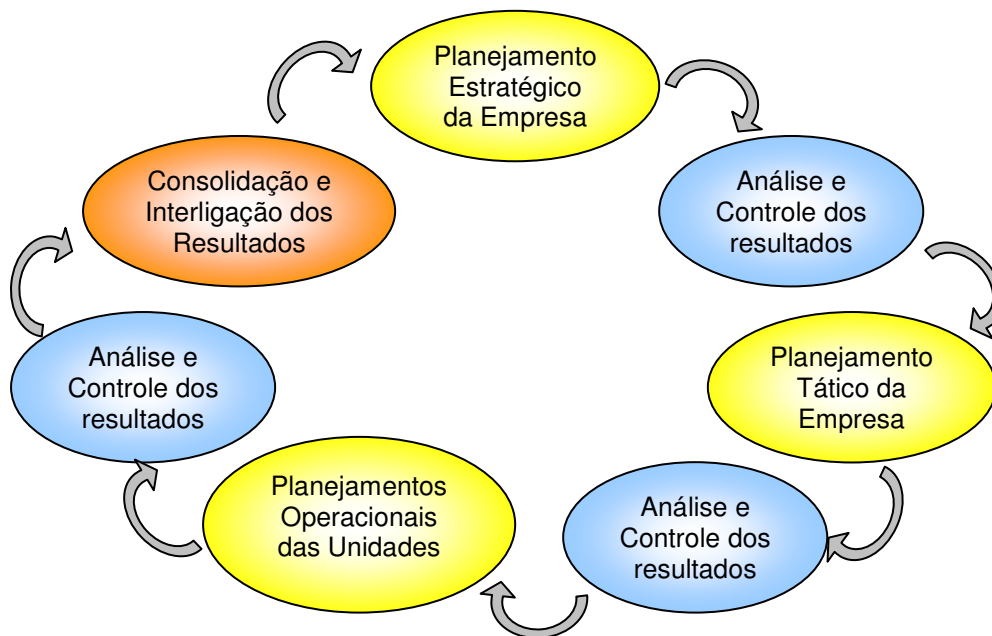 Planejamento
Estratégico
da Empresa
Análise e
Controle dos
resultados
Planejamento
Tático da
Empresa
Análise e
Controle dos
resultados
Planejamentos
Operacionais
das Unidades
Análise e
Controle dos
resultados
Consolidação e
Interligação dos
Resultados